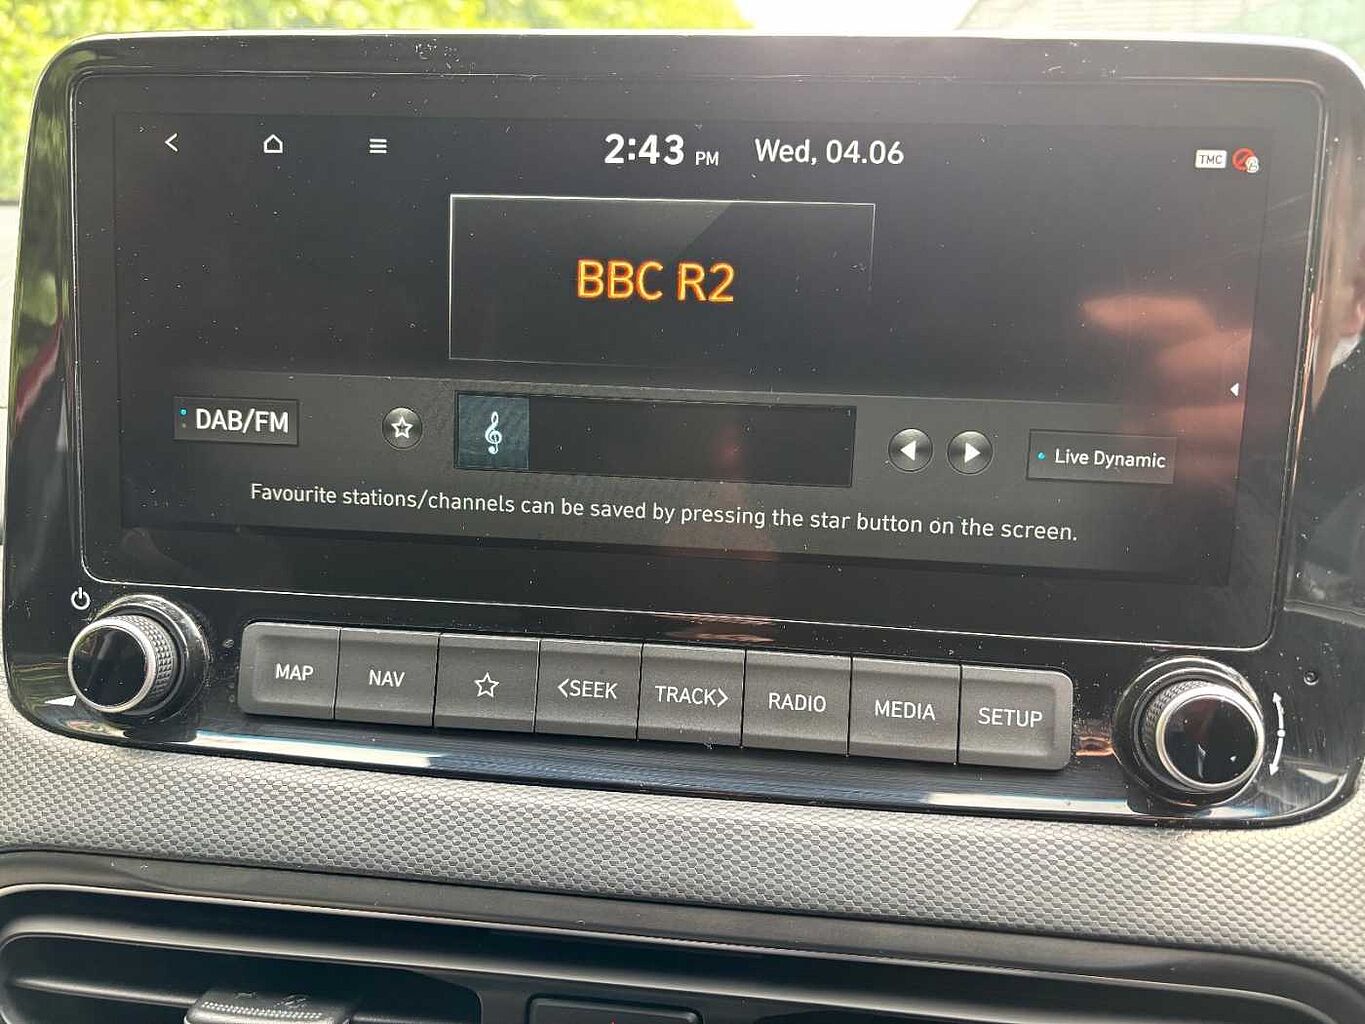 2:43 PM Wed, 04.06
TMC
BBC R2
DAB/FM
Live Dynamic
Favourite stations/channels can be saved by pressing the star button on the screen.
MAP
NAV
<SEEK
TRACK>
RADIO
MEDIA
SETUP